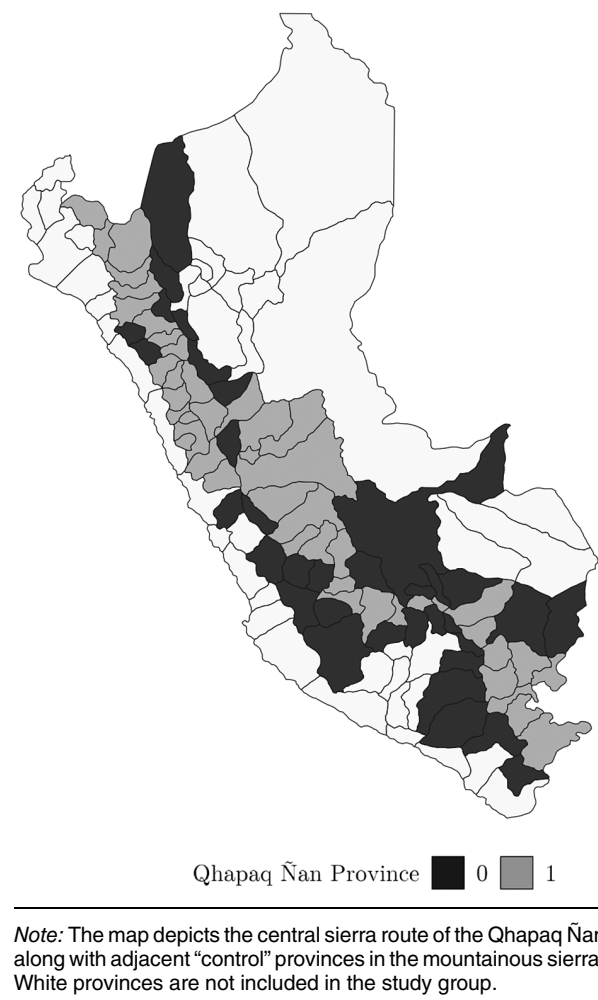 Qhapaq Ñan Province 0 1
Note: The map depicts the central sierra route of the Qhapaq Ñan
along with adjacent “control” provinces in the mountainous sierra
White provinces are not included in the study group.